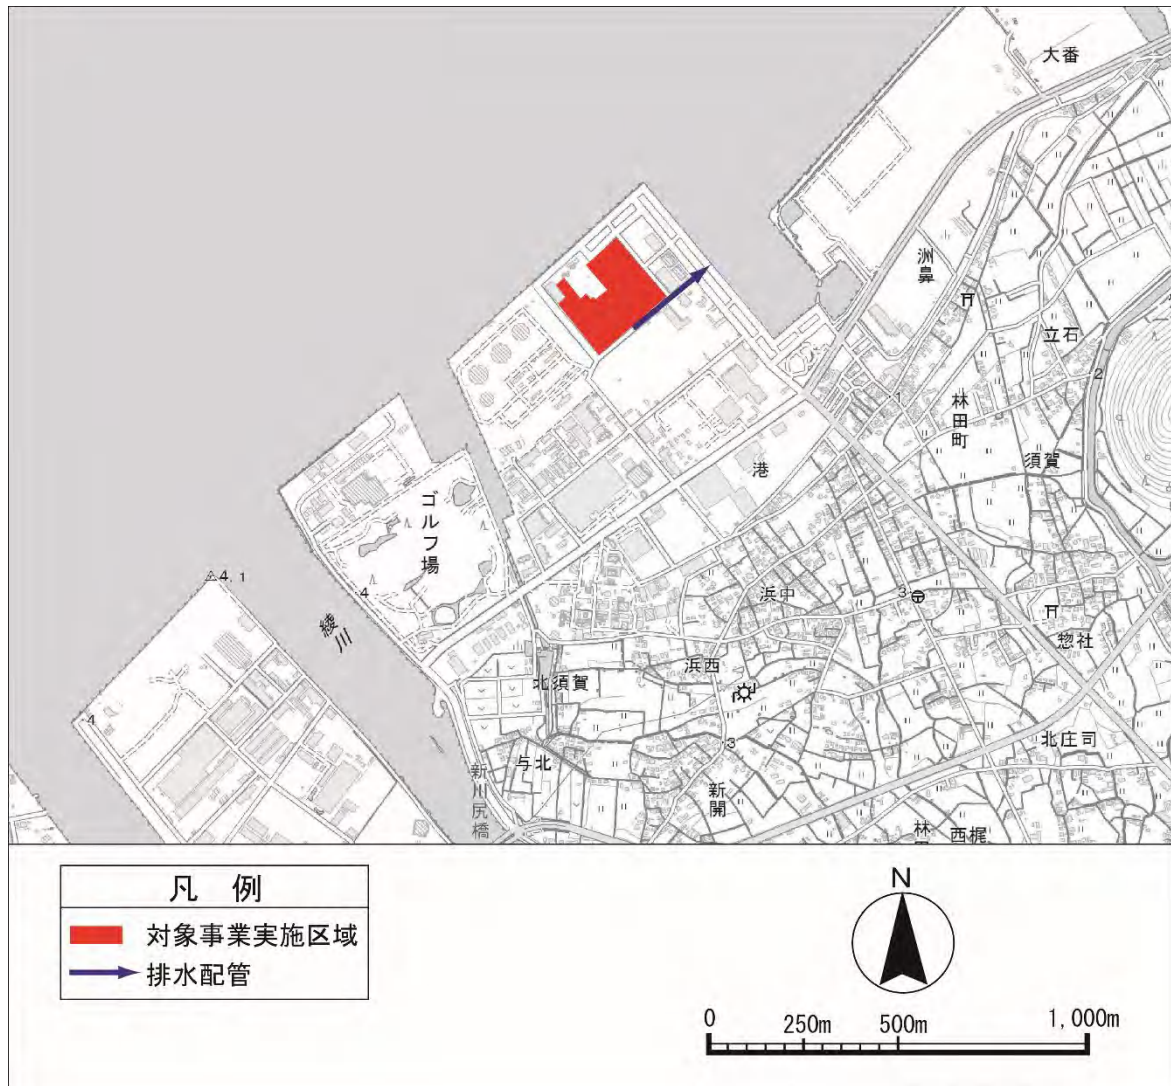 大番
洲鼻
立石
2
林田町
1
須賀
港
ゴルフ場
4.1
4
綾川
浜中
3
惣社
浜西
北須賀
4
北庄司
3
与北
新開
新川尻橋
西梶
凡 例
対象事業実施区域
排水配管
N
0 250m 500m 1,000m